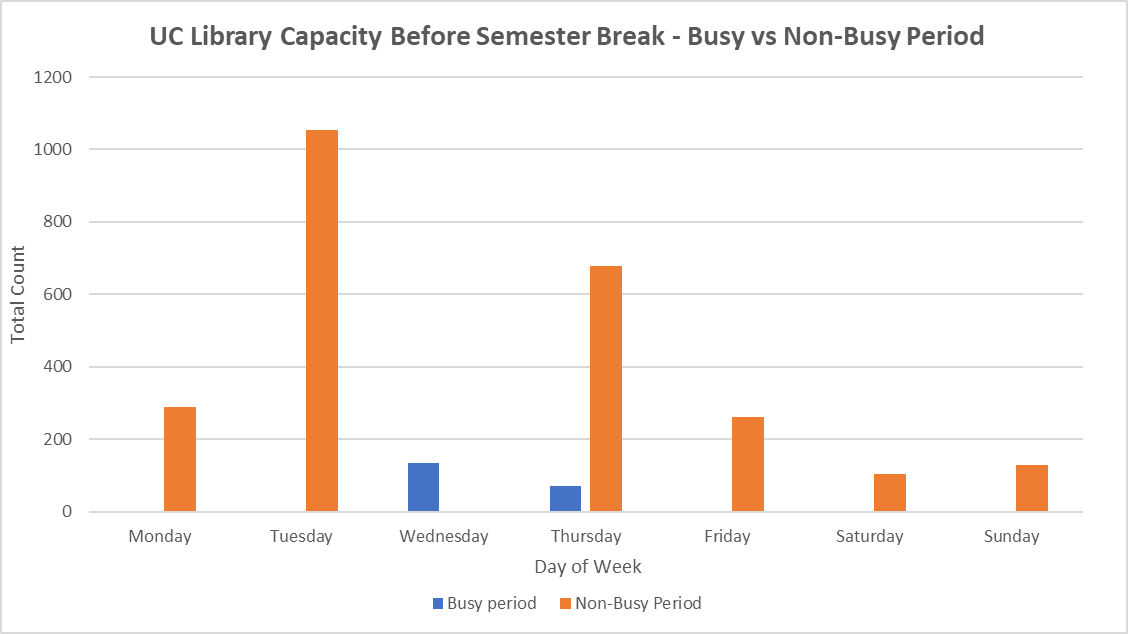 UC Library Capacity Before Semester Break - Busy vs Non-Busy Period
1200
1000
800
600
400
200
0
Total Count
Monday Tuesday Wednesday Thursday Friday Saturday Sunday
Day of Week
Busy period Non-Busy Period